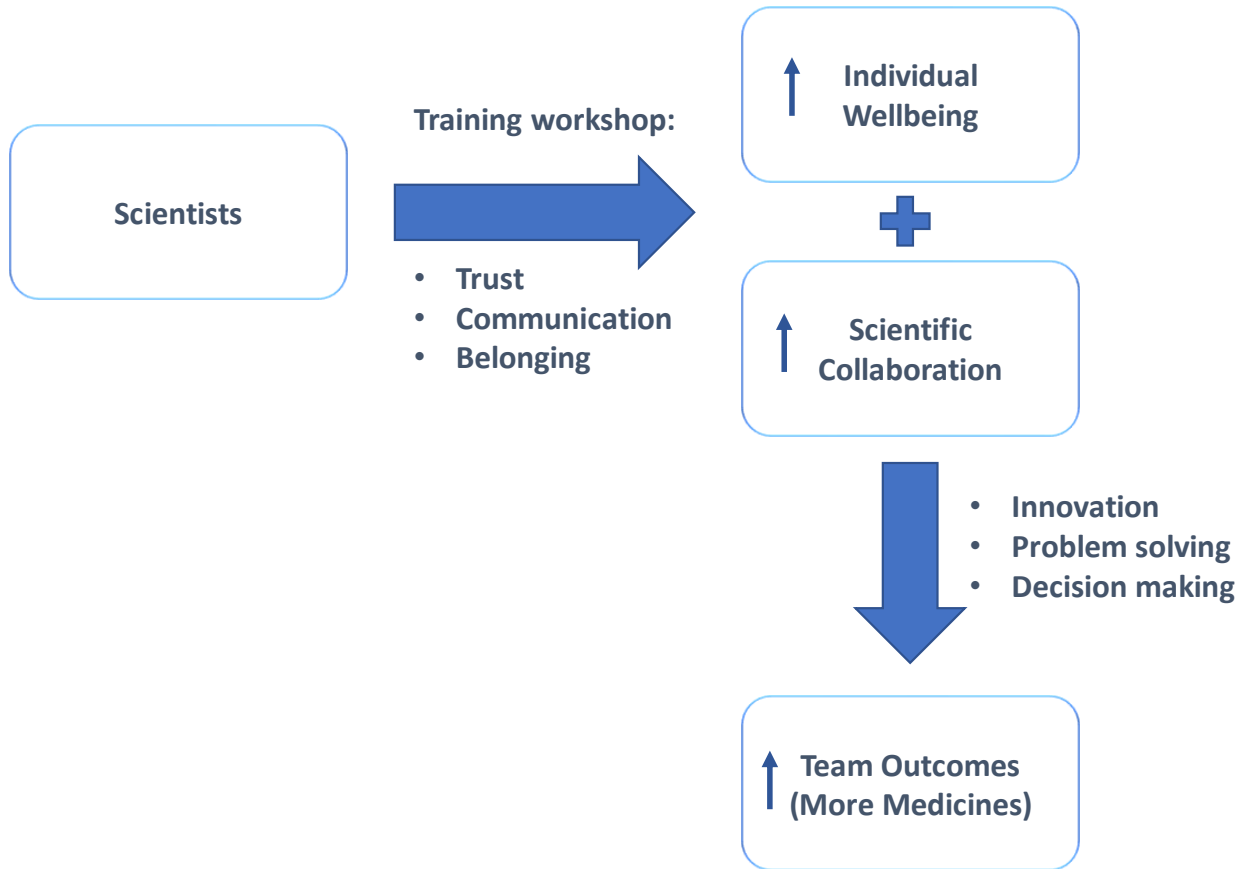 Scientists
Training workshop:
• Trust
• Communication
• Belonging
Individual
Wellbeing
Scientific
Collaboration
• Innovation
• Problem solving
• Decision making
Team Outcomes
(More Medicines)